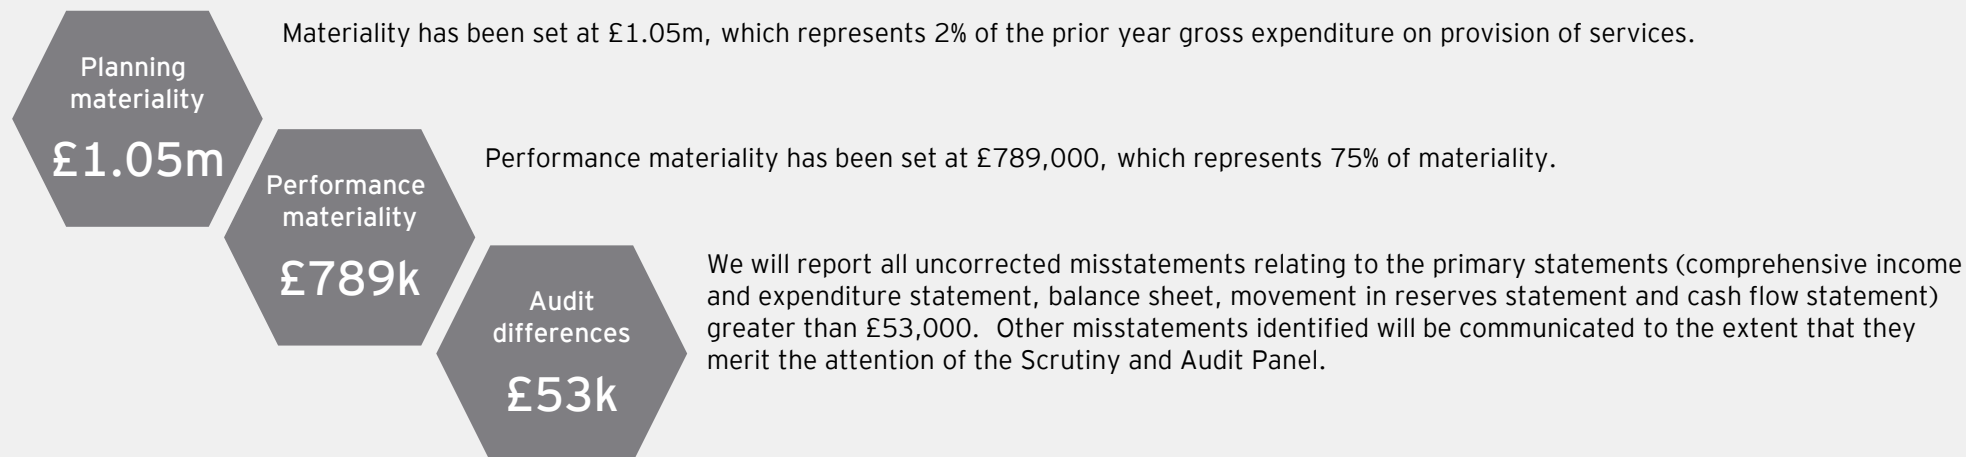 Planning
materiality
£1.05m
Materiality has been set at £1.05m, which represents 2% of the prior year gross expenditure on provision of services.
Performance
materiality
£789k
Performance materiality has been set at £789,000, which represents 75% of materiality.
Audit
differences
£53k
We will report all uncorrected misstatements relating to the primary statements (comprehensive income
and expenditure statement, balance sheet, movement in reserves statement and cash flow statement)
greater than £53,000.  Other misstatements identified will be communicated to the extent that they
merit the attention of the Scrutiny and Audit Panel.